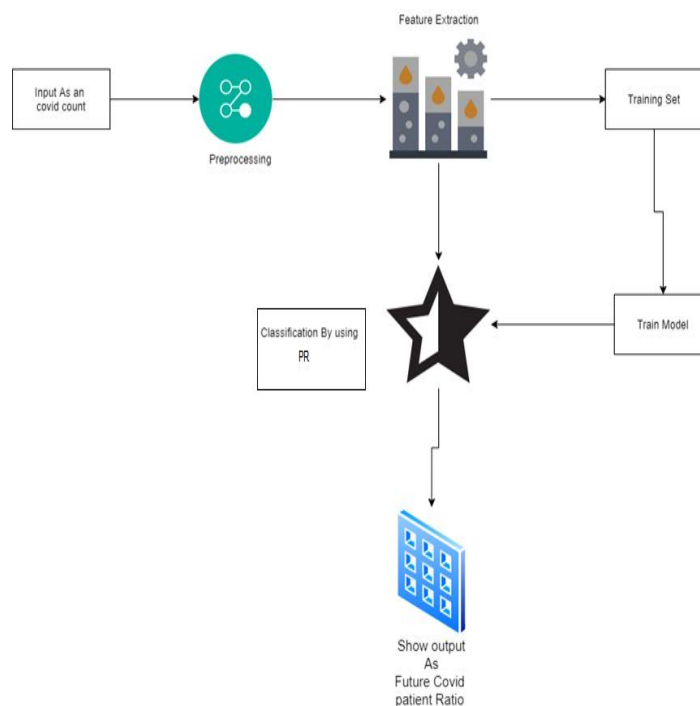 Feature Extraction
Input As an
covid count
Preprocessing
Training Set
Classification By using
PR
Train Model
Show output
As
Future Covid
patient Ratio